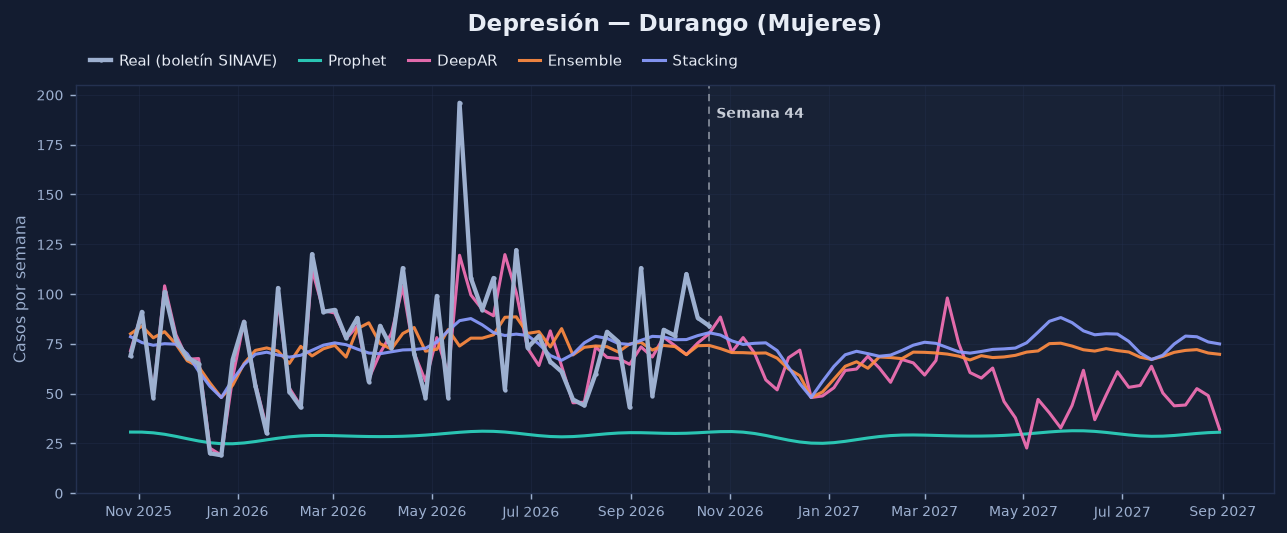 Depresión — Durango (Mujeres)
Real (boletín SINAVE) Prophet DeepAR Ensemble Stacking
Semana 44
Casos por semana
200
175
150
125
100
75
50
25
0
Nov 2025 Jan 2026 Mar 2026 May 2026 Jul 2026 Sep 2026 Nov 2026 Jan 2027 Mar 2027 May 2027 Jul 2027 Sep 2027